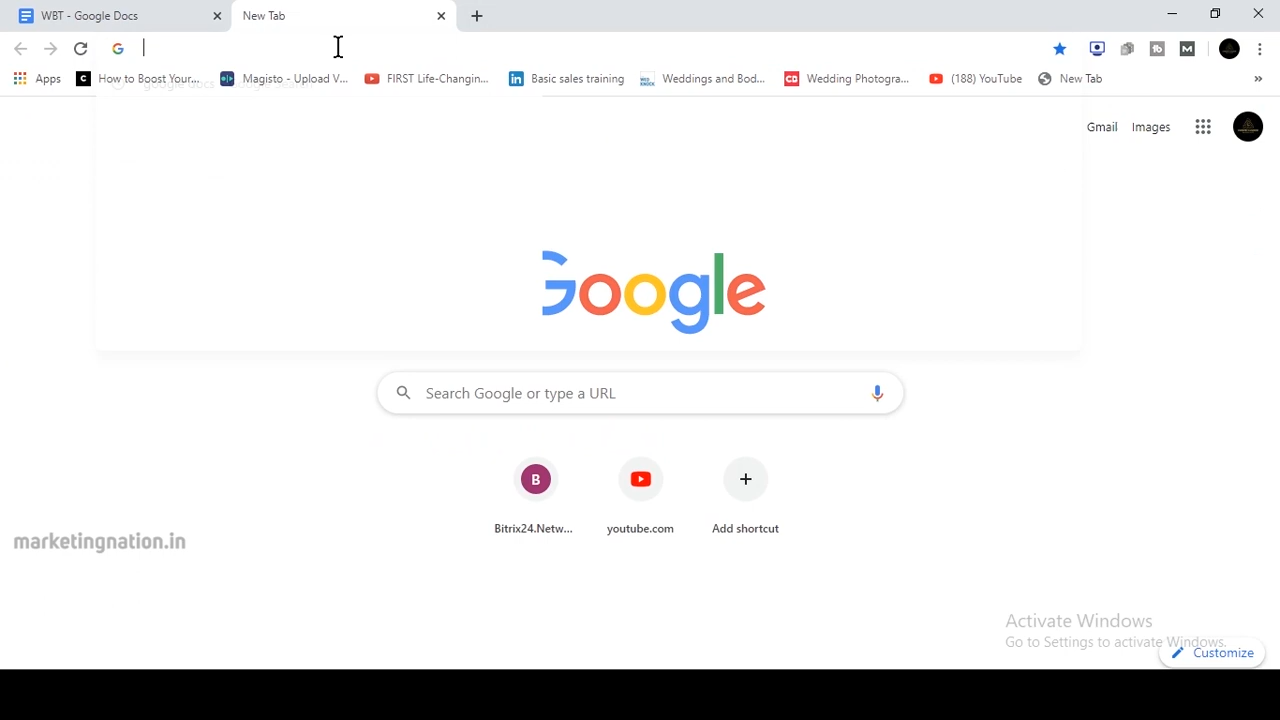 WBT - Google Docs
New Tab
Apps
How to Boost Your...
Magisto - Upload V...
FIRST Life-Changin...
Basic sales training
Weddings and Bod...
Wedding Photogra...
(188) YouTube
New Tab
Gmail
Images
Google
Search Google or type a URL
B
Bitrix24.Netw...
youtube.com
Add shortcut
marketingnation.in
Activate Windows
Go to Settings to activate Windows.
Customize